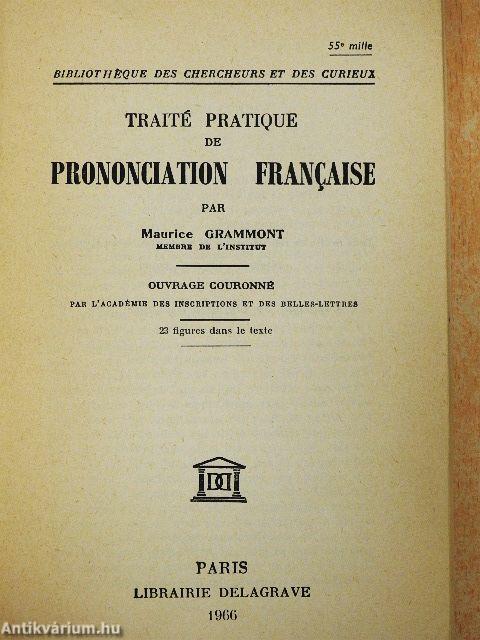 55e mille
BIBLIOTHÈQUE DES CHERCHEURS ET DES CURIEUX
TRAITÉ PRATIQUE
DE
PRONONCIATION FRANÇAISE
PAR
Maurice GRAMMONT
MEMBRE DE L'INSTITUT
OUVRAGE COURONNÉ
PAR L'ACADÉMIE DES INSCRIPTIONS ET DES BELLES-LETTRES
23 figures dans le texte
PARIS
LIBRAIRIE DELAGRAVE
1966
Antikvárium.hu